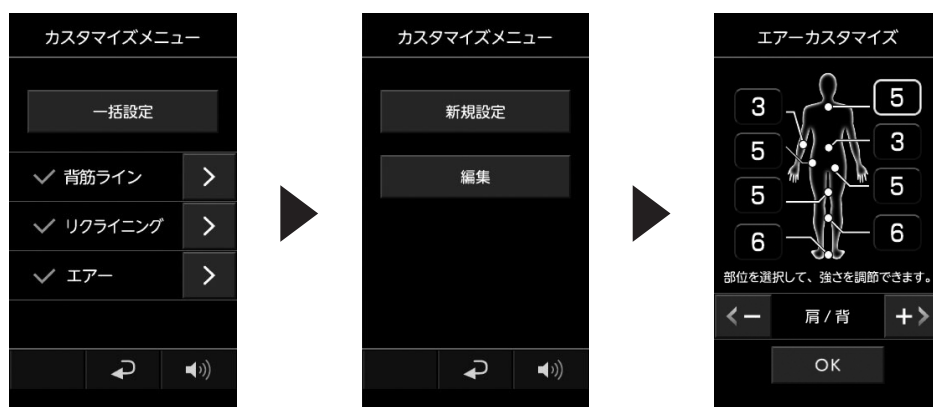 カスタマイズメニュー
一括設定
背筋ライン
リクライニング
エアー
カスタマイズメニュー
新規設定
編集
エアーカスタマイズ
3
5
5
3
5
5
6
6
部位を選択して、強さを調節できます。
肩 / 背
OK